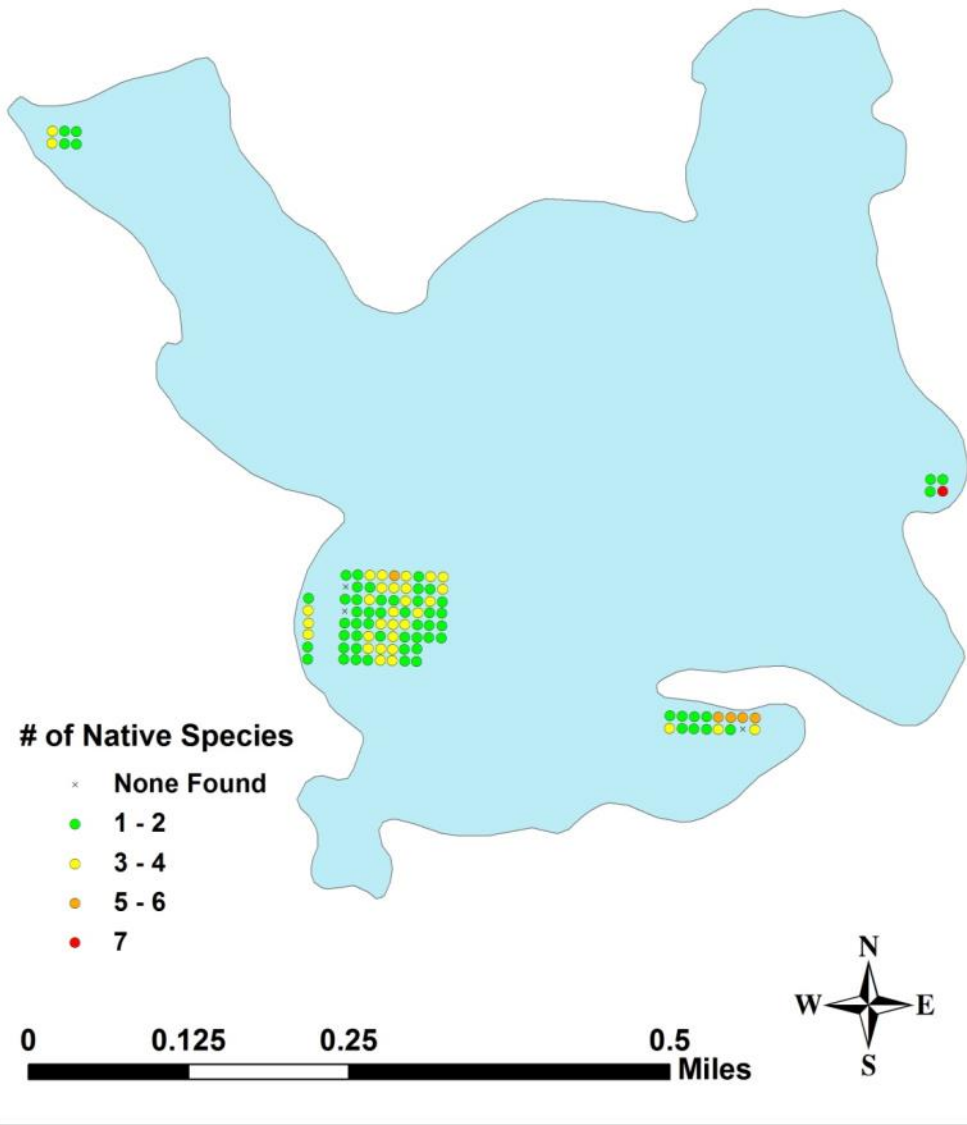 # of Native Species
× None Found
1 - 2
3 - 4
5 - 6
7
N
W E
S
0 0.125 0.25 0.5
Miles